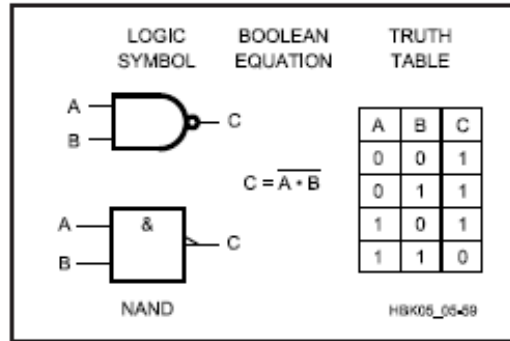 LOGIC SYMBOL BOOLEAN EQUATION TRUTH TABLE
A
B
C
C = \overline{A • B}
A B C
0 0 1
0 1 1
1 0 1
1 1 0
A
B
&
C
NAND
HBK05_05-59